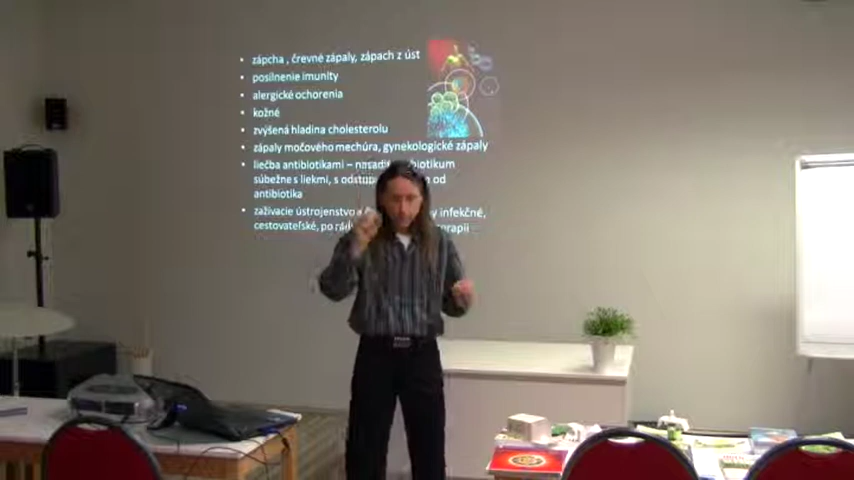 • zápcha , črevné zápaly, zápach z úst
• posilnenie imunity
• alergické ochorenia
• kožné
• zvýšená hladina cholesterolu
• zápaly močového mechúra, gynekologické zápaly
• liečba antibiotikami – nasadiť
súbežne s liekmi, s od
antibiotika
• zažívacie ústrojenstvo infekčné,
cestovateľské, po